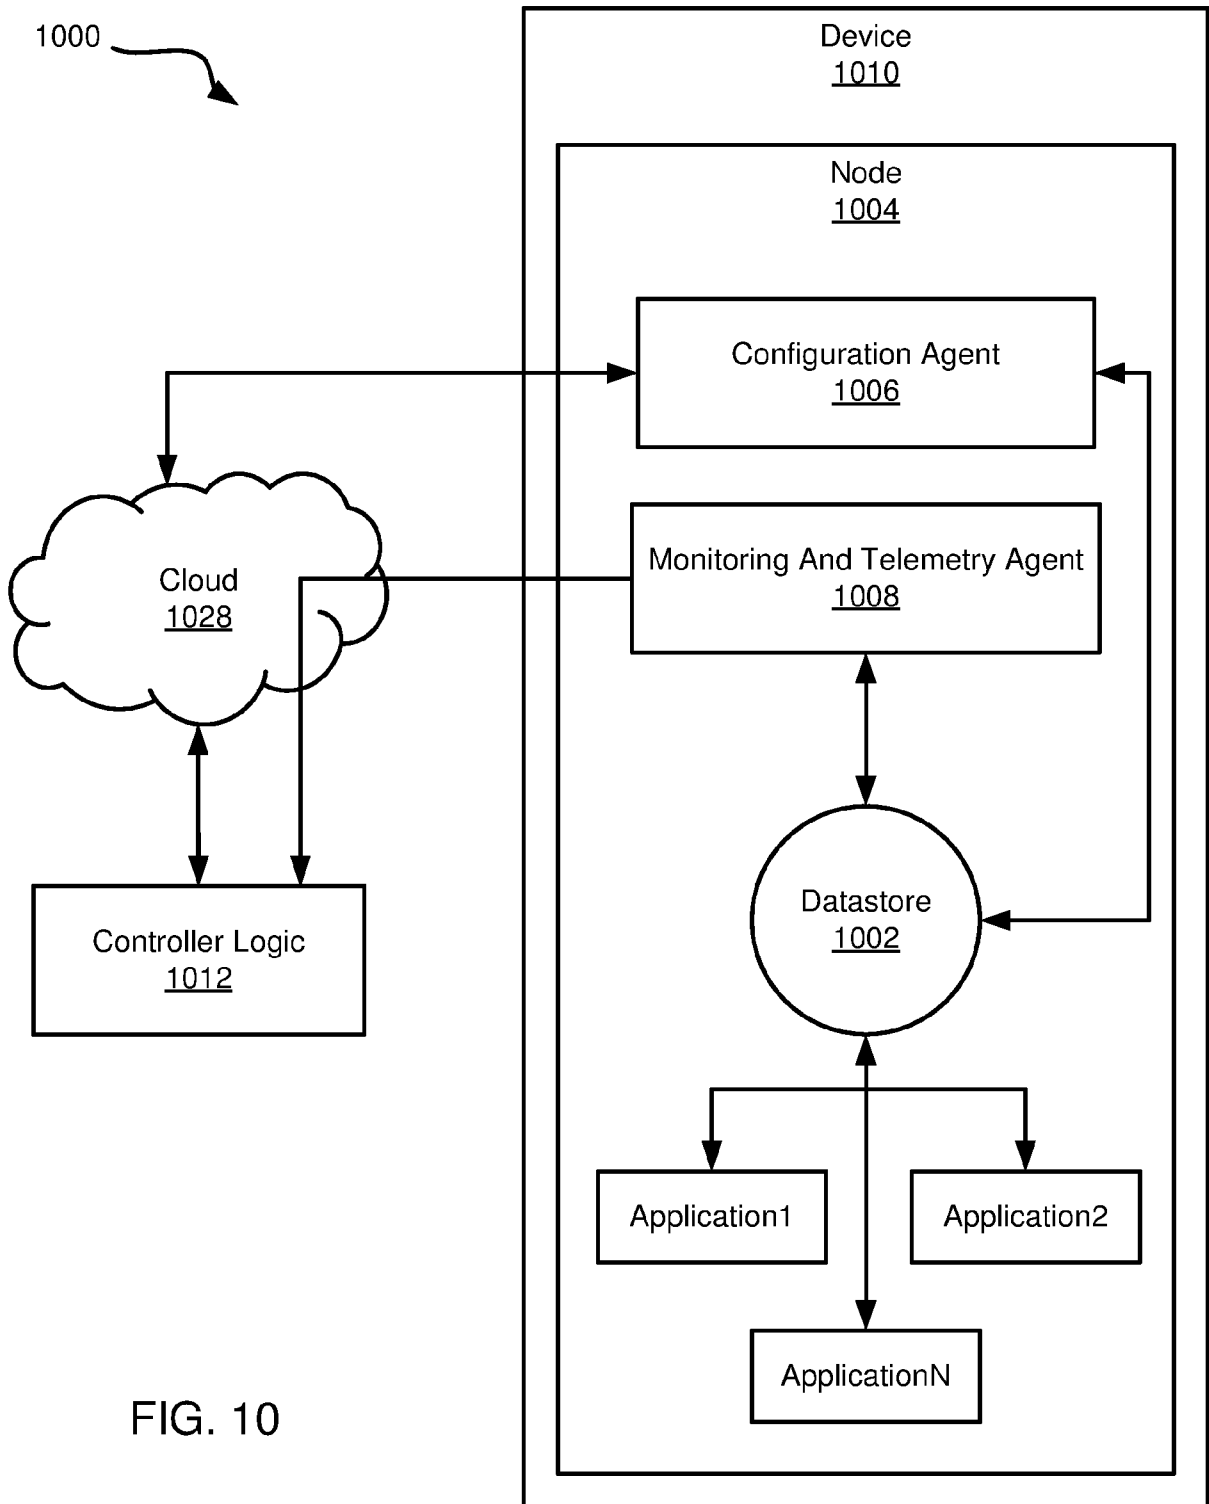 1000
Device
1010
Node
1004
Configuration Agent
1006
Monitoring And Telemetry Agent
1008
Cloud
1028
Datastore
1002
Controller Logic
1012
Application1
Application2
ApplicationN
FIG. 10